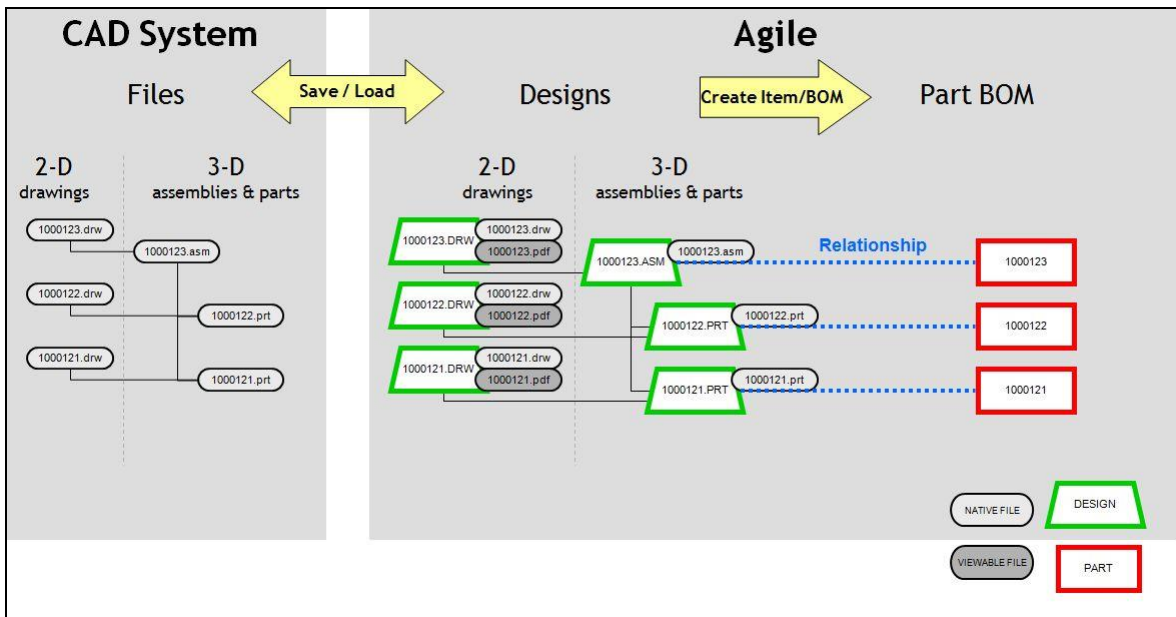 CAD System
Agile
Files
Save / Load
Designs
Create Item/BOM
Part BOM
2-D
drawings
3-D
assemblies & parts
2-D
drawings
3-D
assemblies & parts
1000123.drw
1000123.asm
1000122.drw
1000122.prt
1000121.drw
1000121.prt
1000123.DRW
1000123.drw
1000123.pdf
1000123.ASM
1000123.asm
Relationship
1000123
1000122.DRW
1000122.drw
1000122.pdf
1000122.PRT
1000122.prt
1000122
1000121.DRW
1000121.drw
1000121.pdf
1000121.PRT
1000121.prt
1000121
NATIVE FILE
DESIGN
VIEWABLE FILE
PART